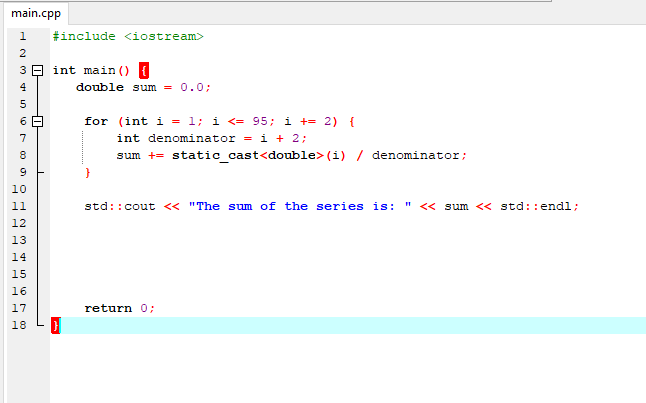 main.cpp
1 #include <iostream>
2
3 int main() {
4 double sum = 0.0;
5
6 for (int i = 1; i <= 95; i += 2) {
7 int denominator = i + 2;
8 sum += static_cast<double>(i) / denominator;
9 }
10
11 std::cout << "The sum of the series is: " << sum << std::endl;
12
13
14
15
16
17 return 0;
18 }